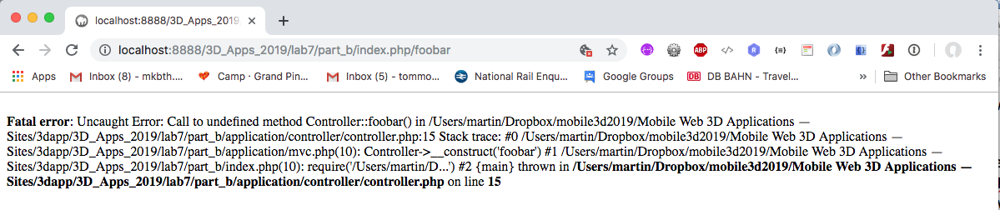 localhost:8888/3D_Apps_2019
localhost:8888/3D_Apps_2019/lab7/part_b/index.php/foobar
ABP
R
Apps Inbox (8) - mkbth.... Camp · Grand Pin... Inbox (5) - tommo... National Rail Enqu... Google Groups DB DB BAHN - Travel... » Other Bookmarks
Fatal error: Uncaught Error: Call to undefined method Controller::foobar() in /Users/martin/Dropbox/mobile3d2019/Mobile Web 3D Applications —
Sites/3dapp/3D_Apps_2019/lab7/part_b/application/controller/controller.php:15 Stack trace: #0 /Users/martin/Dropbox/mobile3d2019/Mobile Web 3D Applications —
Sites/3dapp/3D_Apps_2019/lab7/part_b/application/mvc.php(10): Controller->__construct('foobar') #1 /Users/martin/Dropbox/mobile3d2019/Mobile Web 3D Applications —
Sites/3dapp/3D_Apps_2019/lab7/part_b/index.php(10): require('/Users/martin/D...') #2 {main} thrown in /Users/martin/Dropbox/mobile3d2019/Mobile Web 3D Applications —
Sites/3dapp/3D_Apps_2019/lab7/part_b/application/controller/controller.php on line 15